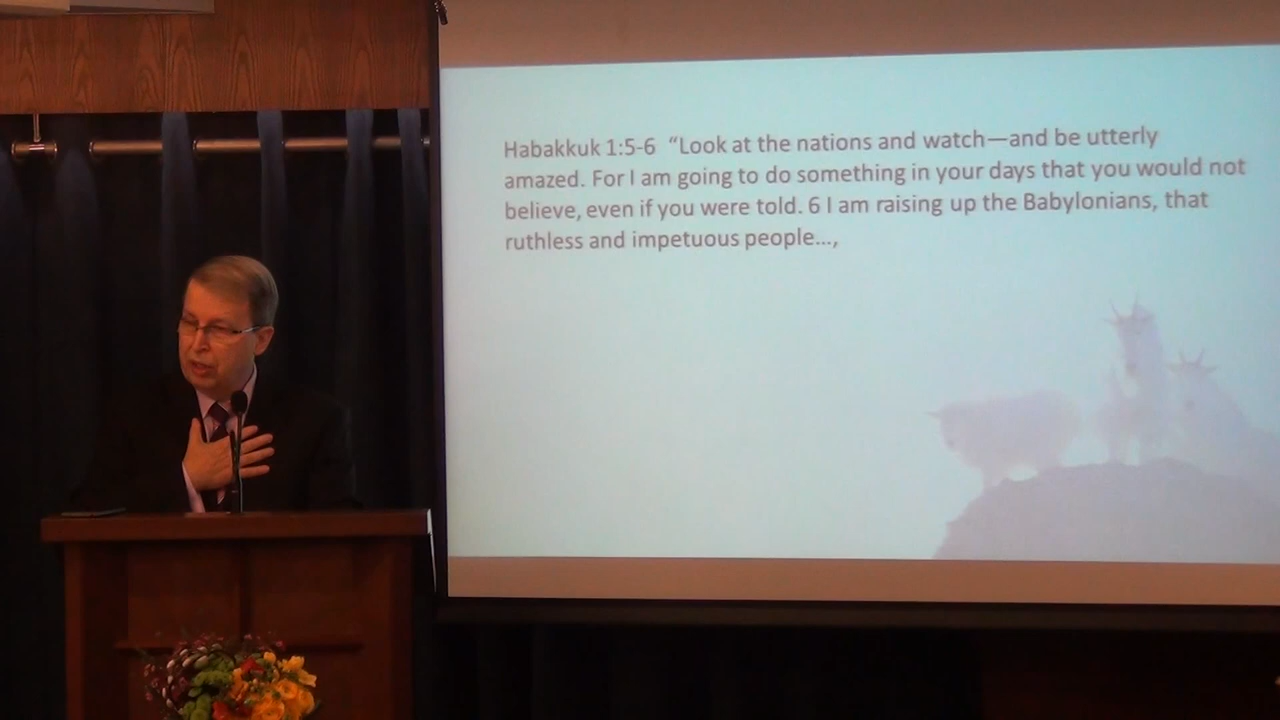 Habakkuk 1:5-6 “Look at the nations and watch—and be utterly
amazed. For I am going to do something in your days that you would not
believe, even if you were told. 6 I am raising up the Babylonians, that
ruthless and impetuous people…,